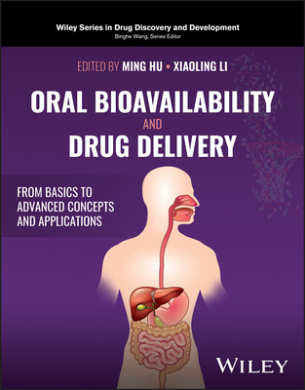 Wiley Series in Drug Discovery and Development
Binghe Wang, Series Editor
EDITED BY MING HU • XIAOLING LI
ORAL BIOAVAILABILITY
AND
DRUG DELIVERY
FROM BASICS TO
ADVANCED CONCEPTS
AND APPLICATIONS
WILEY